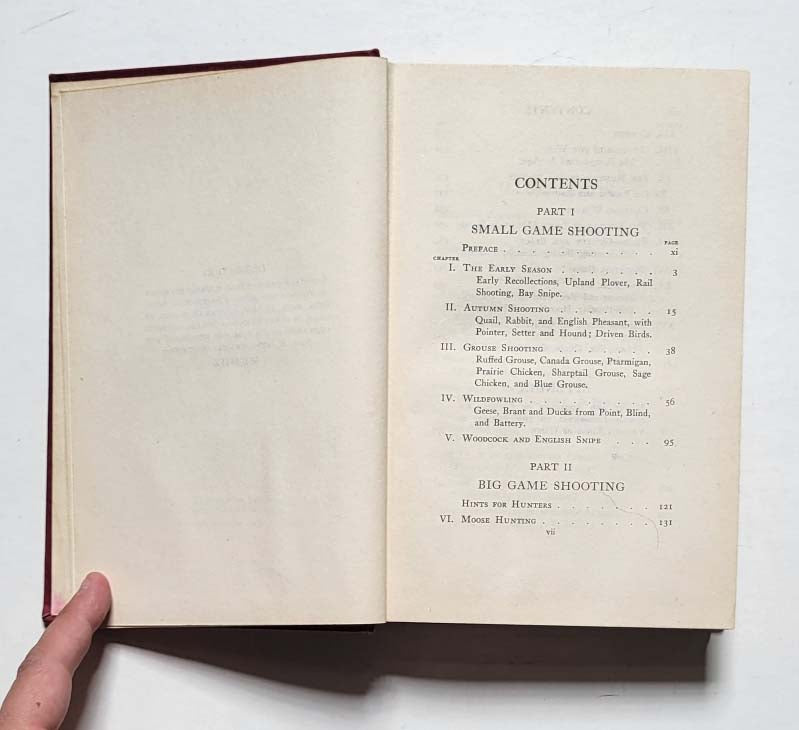 CONTENTS
PART I
SMALL GAME SHOOTING
PAGE
Preface . . . . . . . . . . . xi
CHAPTER
I. The Early Season . . . . . . . 3
Early Recollections, Upland Plover, Rail
Shooting, Bay Snipe.
II. Autumn Shooting . . . . . . . 15
Quail, Rabbit, and English Pheasant, with
Pointer, Setter and Hound; Driven Birds.
III. Grouse Shooting . . . . . . . 38
Ruffed Grouse, Canada Grouse, Ptarmigan,
Prairie Chicken, Sharptail Grouse, Sage
Chicken, and Blue Grouse.
IV. Wildfowling . . . . . . . . . 56
Geese, Brant and Ducks from Point, Blind,
and Battery.
V. Woodcock and English Snipe . . . 95
PART II
BIG GAME SHOOTING
Hints for Hunters . . . . . . . 121
VI. Moose Hunting . . . . . . . . 131
vii